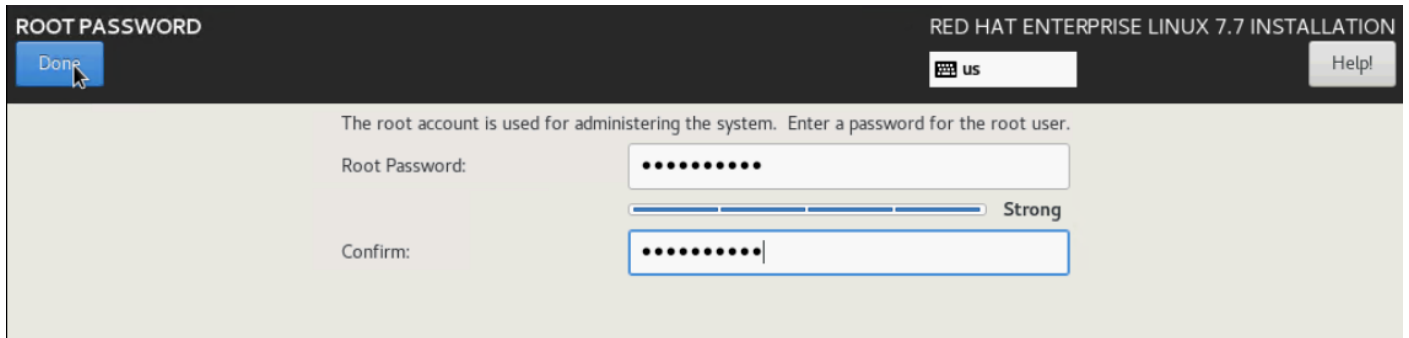 ROOT PASSWORD
RED HAT ENTERPRISE LINUX 7.7 INSTALLATION
Done
us
Help!
The root account is used for administering the system. Enter a password for the root user.
Root Password:
••••••••••
Strong
Confirm:
••••••••••